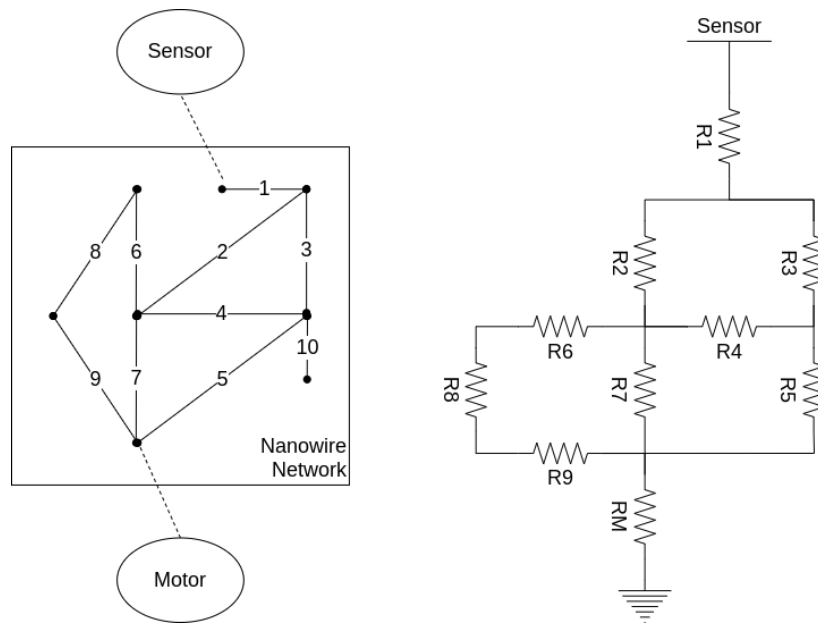 Sensor
1
8
6
2
3
4
10
9
7
5
Nanowire
Network
Motor
Sensor
R1
R2
R3
R6
R4
R8
R7
R5
R9
RM